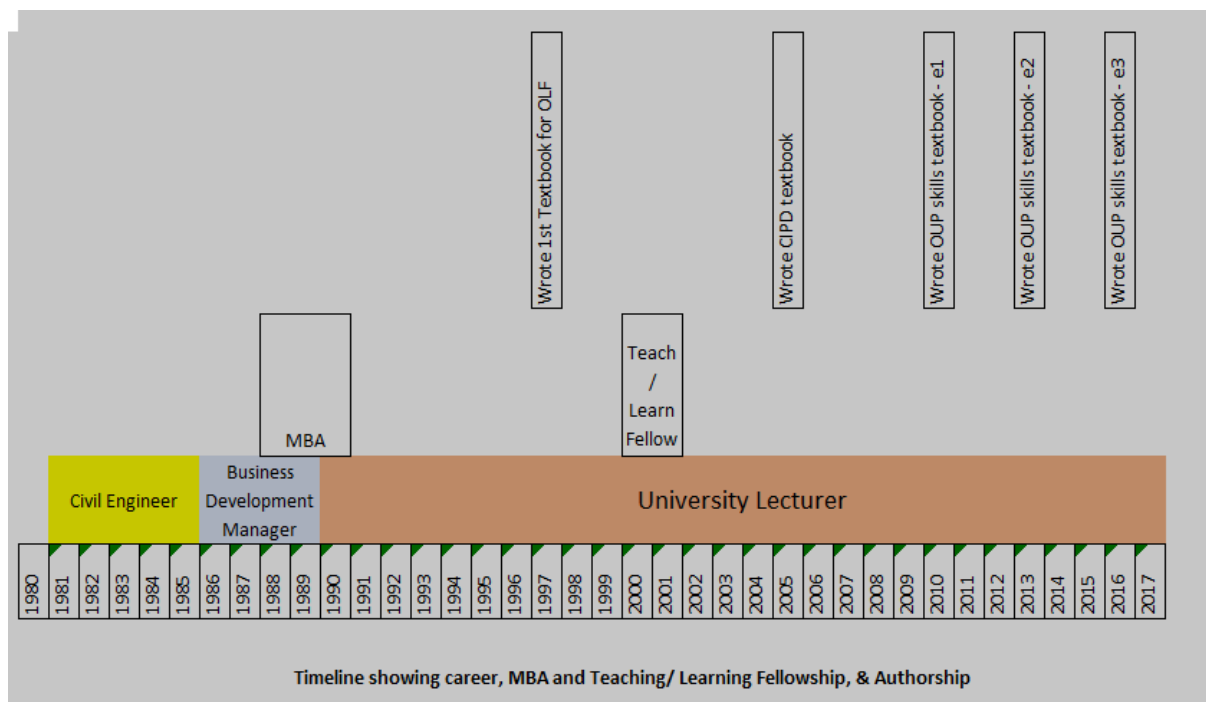 Wrote 1st Textbook for OLF
Wrote CIPD textbook
Wrote OUP skills textbook - e1
Wrote OUP skills textbook - e2
Wrote OUP skills textbook - e3
MBA
Teach
/
Learn
Fellow
Civil Engineer
Business
Development
Manager
University Lecturer
1980
1981
1982
1983
1984
1985
1986
1987
1988
1989
1990
1991
1992
1993
1994
1995
1996
1997
1998
1999
2000
2001
2002
2003
2004
2005
2006
2007
2008
2009
2010
2011
2012
2013
2014
2015
2016
2017
Timeline showing career, MBA and Teaching/ Learning Fellowship, & Authorship